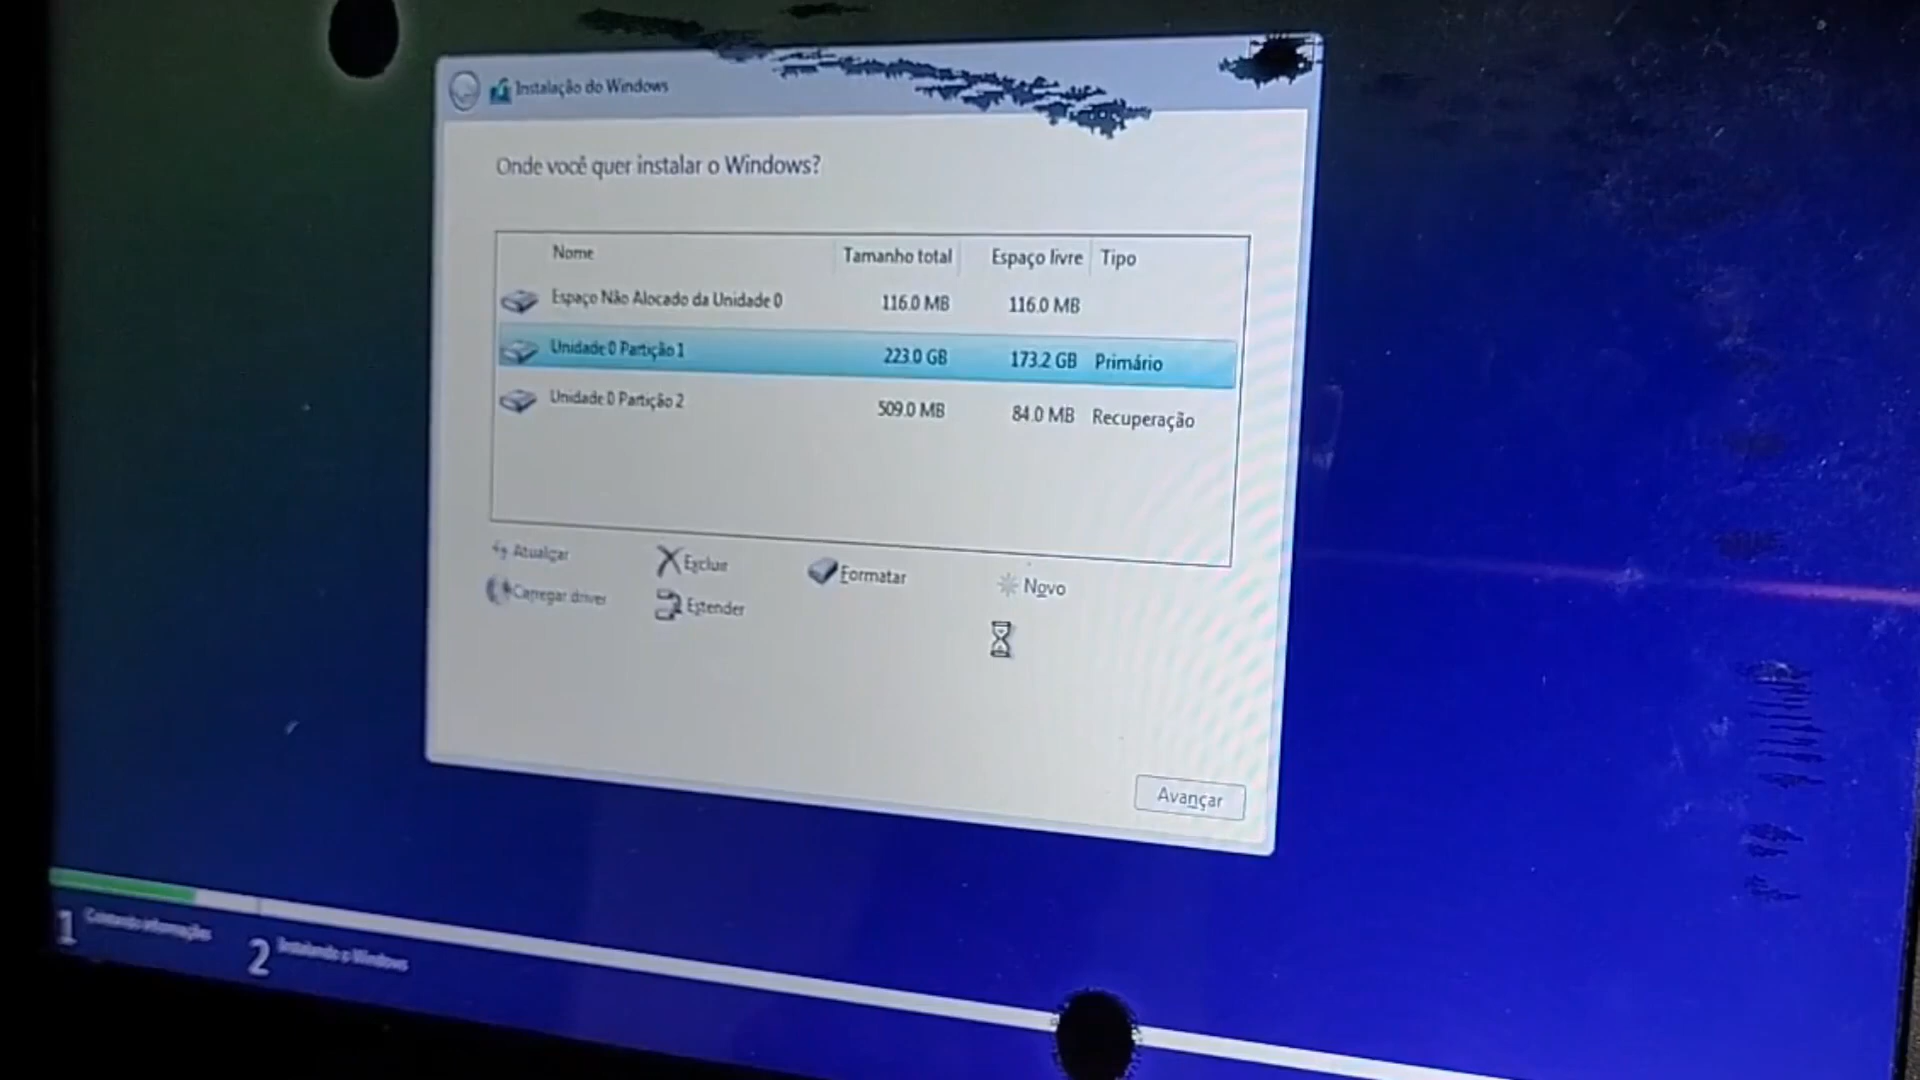 Instalação do Windows
Onde você quer instalar o Windows?
Nome Tamanho total Espaço livre Tipo
Espaço Não Alocado da Unidade 0 116.0 MB 116.0 MB
Unidade 0 Partição 1 223.0 GB 173.2 GB Primário
Unidade 0 Partição 2 509.0 MB 84.0 MB Recuperação
Atualizar Excluir Formatar Novo
Carregar driver Estender
Avançar
1 Coletando informações
2 Instalando o Windows